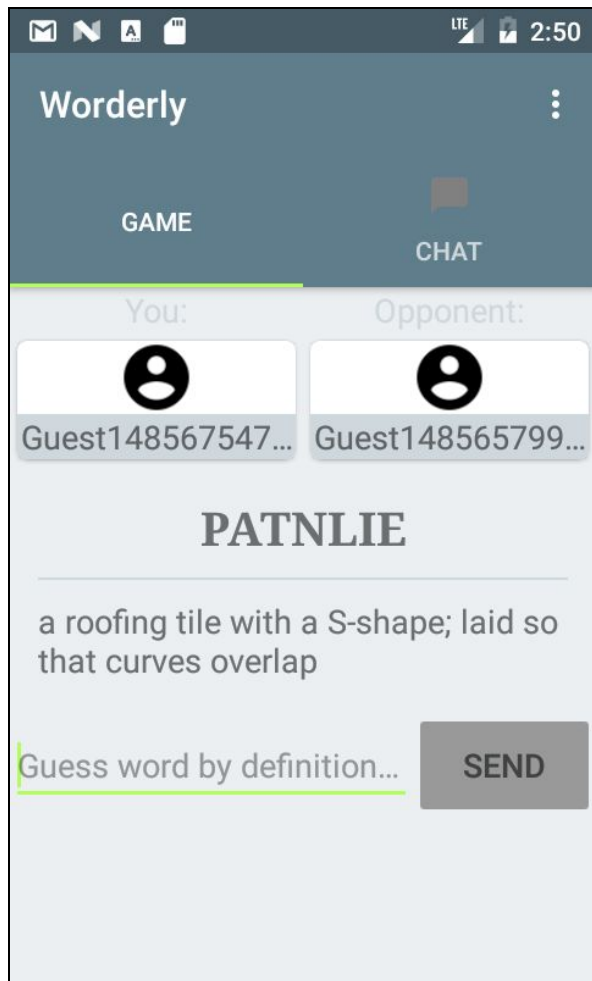 LTE 2:50
Worderly
GAME
CHAT
You: Opponent:
Guest148567547... Guest148565799...
PATNLIE
a roofing tile with a S-shape; laid so
that curves overlap
Guess word by definition... SEND